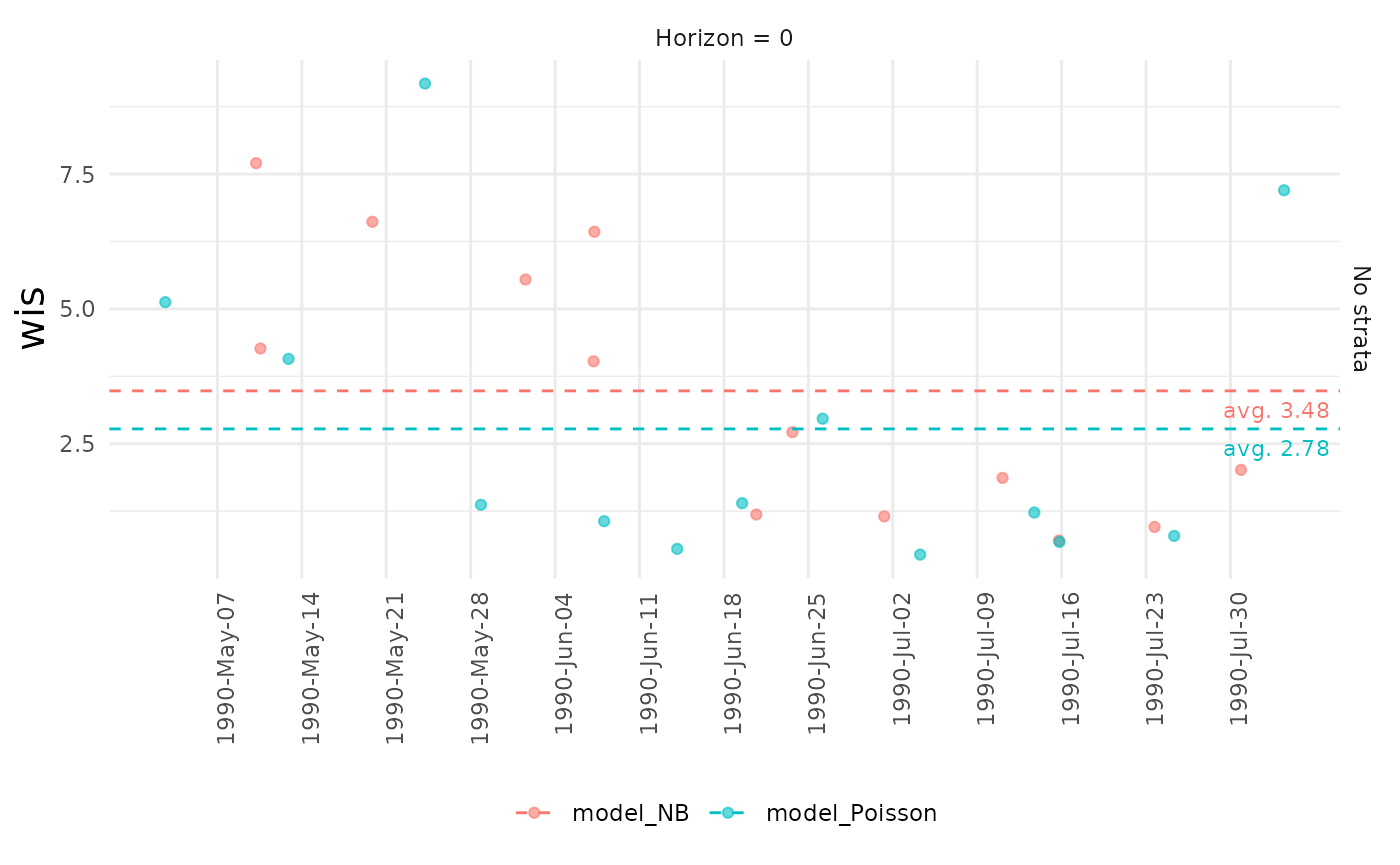 Horizon = 0
wis
7.5
5.0
2.5
No strata
avg. 3.48
avg. 2.78
1990-May-07
1990-May-14
1990-May-21
1990-May-28
1990-Jun-04
1990-Jun-11
1990-Jun-18
1990-Jun-25
1990-Jul-02
1990-Jul-09
1990-Jul-16
1990-Jul-23
1990-Jul-30
model_NB
model_Poisson